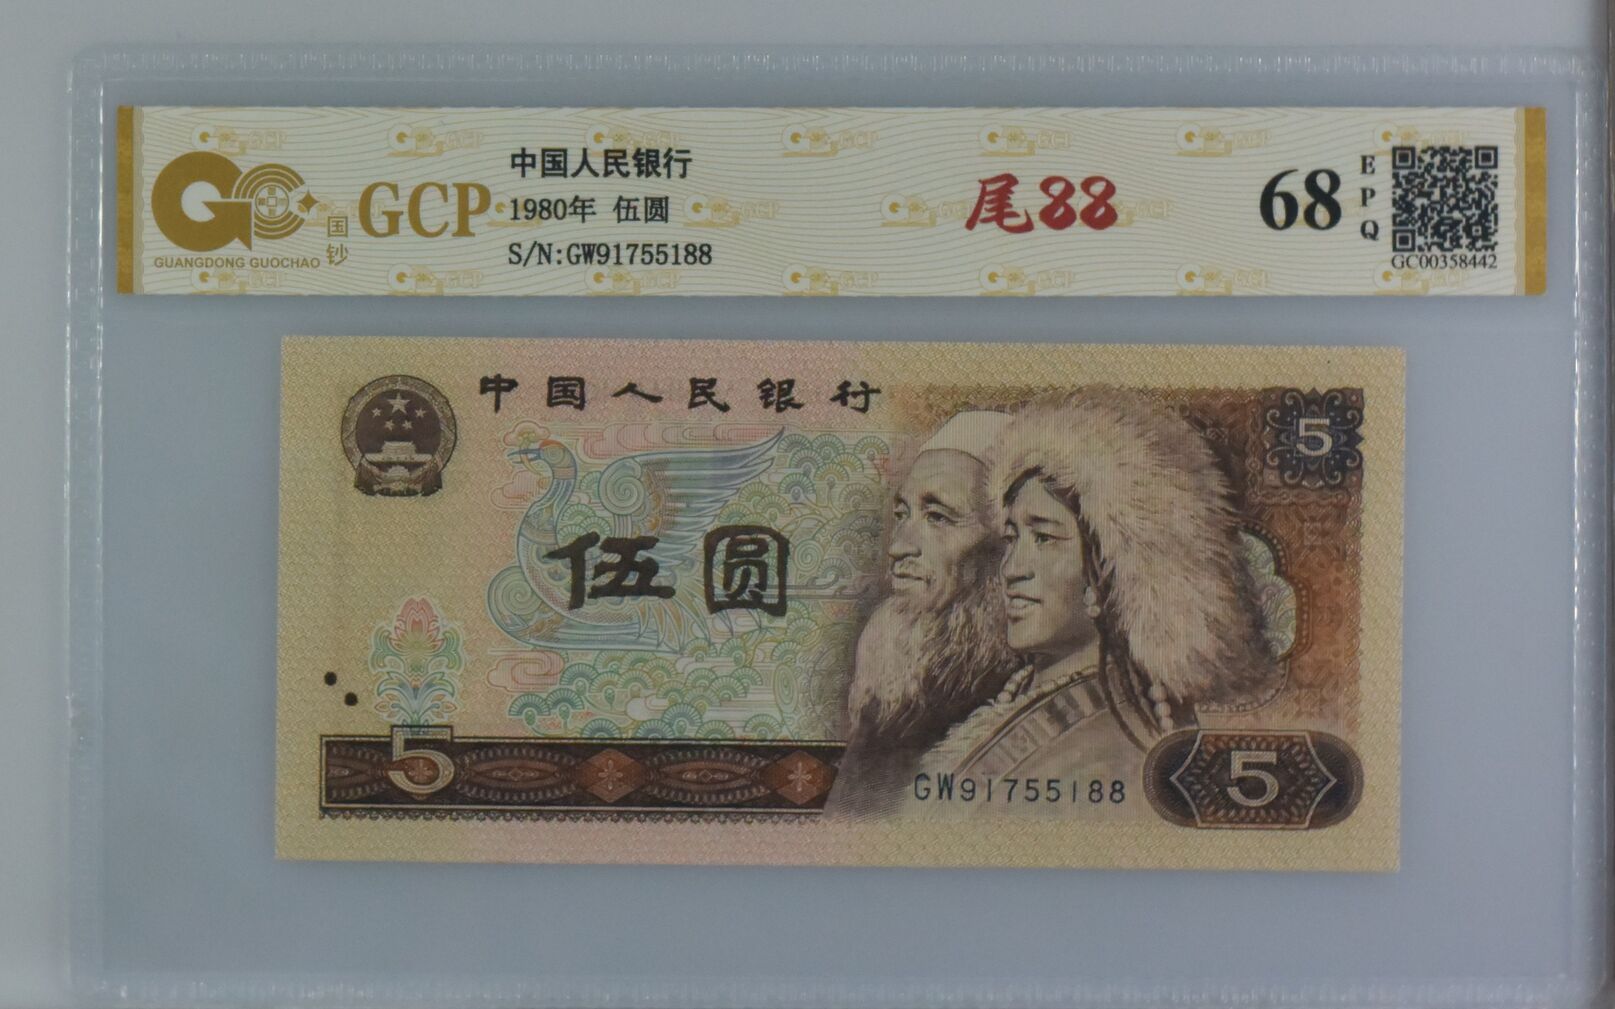 GUANGDONG GUOCHAO
国钞
GCP
中国人民银行
1980年 伍圆
S/N:GW91755188
尾88
68
EPQ
GC00358442
中国人民银行
5
伍圆
5
GW91755188
5